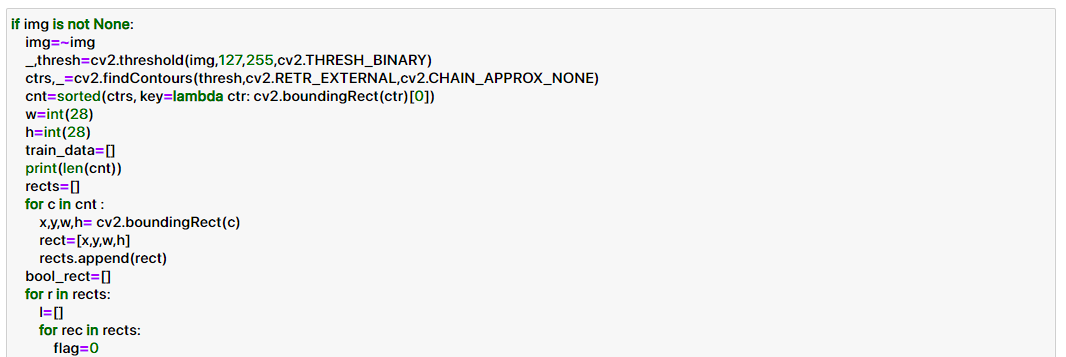 if img is not None:
    img=~img
    _,thresh=cv2.threshold(img,127,255,cv2.THRESH_BINARY)
    ctrs,_=cv2.findContours(thresh,cv2.RETR_EXTERNAL,cv2.CHAIN_APPROX_NONE)
    cnt=sorted(ctrs, key=lambda ctr: cv2.boundingRect(ctr)[0])
    w=int(28)
    h=int(28)
    train_data=[]
    print(len(cnt))
    rects=[]
    for c in cnt :
        x,y,w,h= cv2.boundingRect(c)
        rect=[x,y,w,h]
        rects.append(rect)
    bool_rect=[]
    for r in rects:
        l=[]
        for rec in rects:
            flag=0